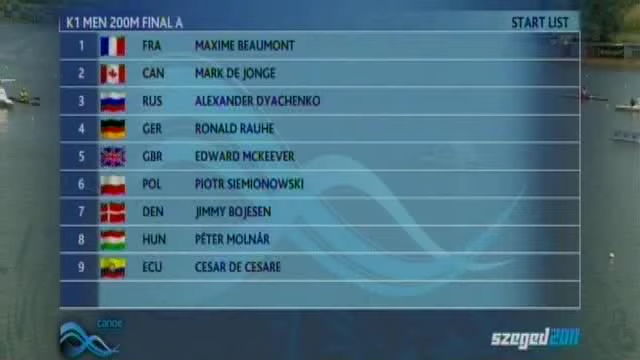 K1 MEN 200M FINAL A START LIST
1 FRA MAXIME BEAUMONT
2 CAN MARK DE JONGE
3 RUS ALEXANDER DYACHENKO
4 GER RONALD RAUHE
5 GBR EDWARD MCKEEVER
6 POL PIOTR SIEMIONOWSKI
7 DEN JIMMY BOJESEN
8 HUN PÉTER MOLNÁR
9 ECU CESAR DE CESARE
canoe
szeged2011